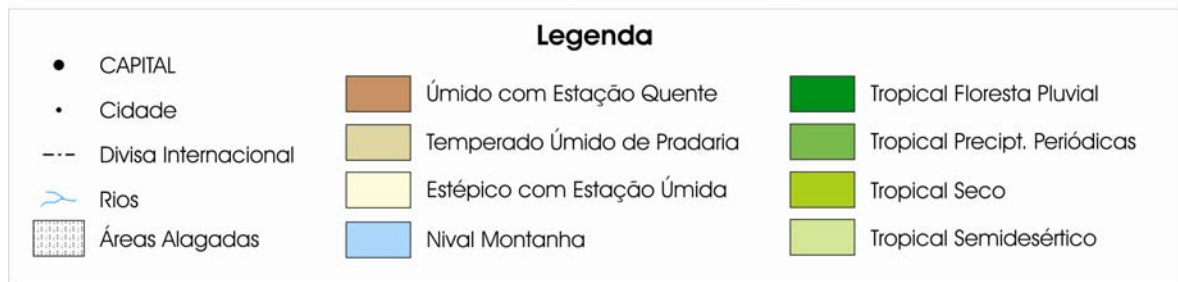 Legenda
CAPITAL
Cidade
Divisa Internacional
Rios
Áreas Alagadas
Úmido com Estação Quente
Temperado Úmido de Pradaria
Estépico com Estação Úmida
Nival Montanha
Tropical Floresta Pluvial
Tropical Precipt. Periódicas
Tropical Seco
Tropical Semidesértico